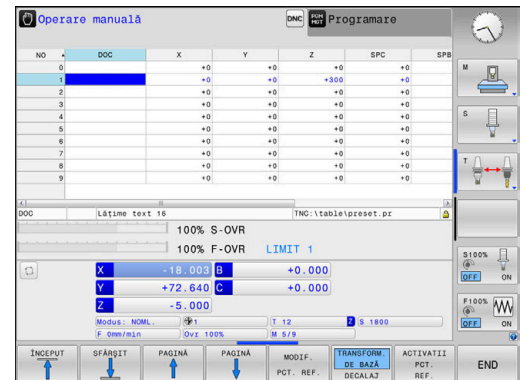 Operare manuală DNC PGM MGT Programare
NO DOC X Y Z SPC SPB
0 +0 +0 +0 +0
1 +0 +0 +300 +0
2 +0 +0 +0 +0
3 +0 +0 +0 +0
4 +0 +0 +0 +0
5 +0 +0 +0 +0
6 +0 +0 +0 +0
7 +0 +0 +0 +0
8 +0 +0 +0 +0
9 +0 +0 +0 +0
DOC Lăţime text 16 TNC:\table\preset.pr
100% S-OVR
100% F-OVR LIMIT 1
X -18.003 B +0.000
Y +72.640 C +0.000
Z -5.000
Modus: NOML. 1 T 12 Z S 1800
F 0mm/min Ovr 100% M 5/9
M
S
T
S100%
OFF ON
F100%
OFF ON
ÎNCEPUT SFÂRŞIT PAGINĂ PAGINĂ MODIF. PCT. REF. TRANSFORM. DE BAZĂ DECALAJ ACTIVATII PCT. REF. END